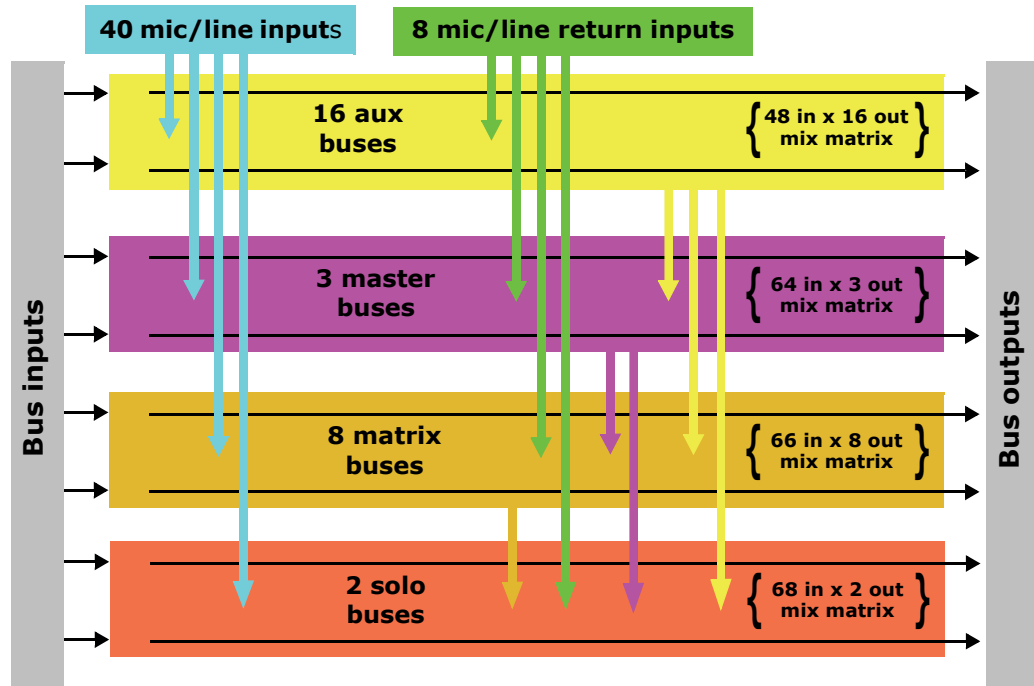 40 mic/line inputs
8 mic/line return inputs
Bus inputs
16 aux
buses
{ 48 in x 16 out
mix matrix }
3 master
buses
{ 64 in x 3 out
mix matrix }
8 matrix
buses
{ 66 in x 8 out
mix matrix }
2 solo
buses
{ 68 in x 2 out
mix matrix }
Bus outputs